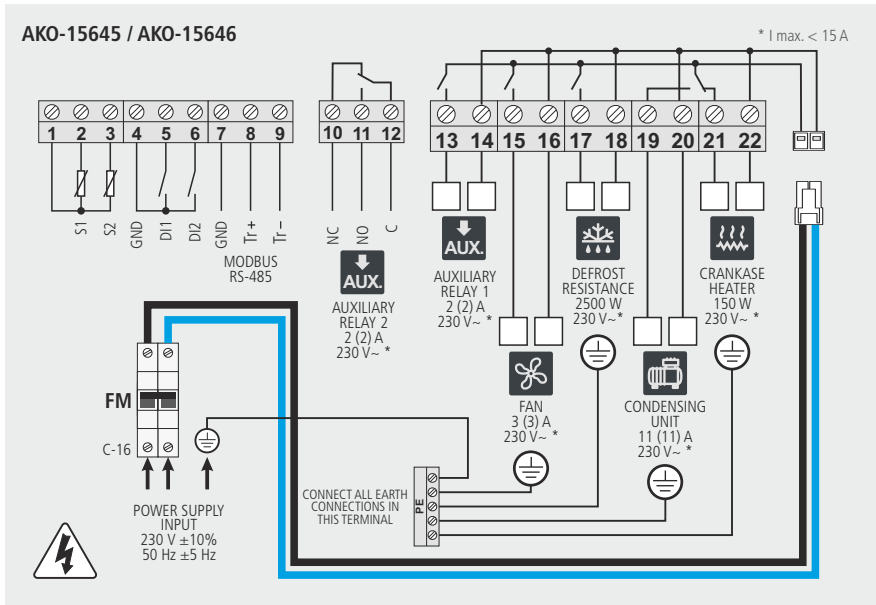 AKO-15645 / AKO-15646
* I max. < 15 A
1 2 3 4 5 6 7 8 9
10 11 12
13 14 15 16 17 18 19 20 21 22
S1
S2
GND
DI1
DI2
GND
Tr+
Tr−
MODBUS
RS-485
NC
NO
C
AUX.
AUXILIARY
RELAY 2
2 (2) A
230 V~ *
AUX.
AUXILIARY
RELAY 1
2 (2) A
230 V~ *
DEFROST
RESISTANCE
2500 W
230 V~*
CRANKASE
HEATER
150 W
230 V~ *
FAN
3 (3) A
230 V~ *
CONDENSING
UNIT
11 (11) A
230 V~ *
FM
C-16
POWER SUPPLY
INPUT
230 V ±10%
50 Hz ±5 Hz
CONNECT ALL EARTH
CONNECTIONS IN
THIS TERMINAL
PE